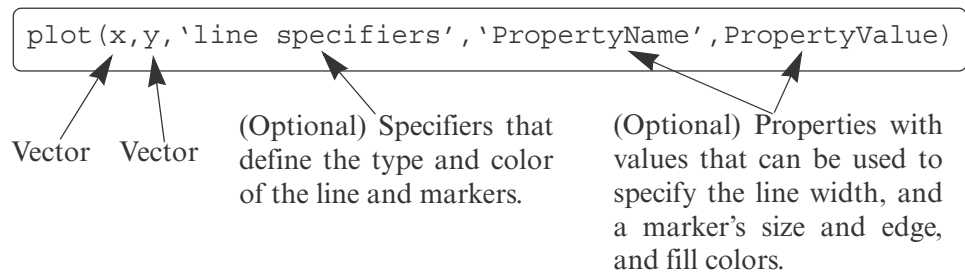 plot(x,y,‘line specifiers’,‘PropertyName’,PropertyValue)
Vector
Vector
(Optional) Specifiers that
define the type and color
of the line and markers.
(Optional) Properties with
values that can be used to
specify the line width, and
a marker’s size and edge,
and fill colors.